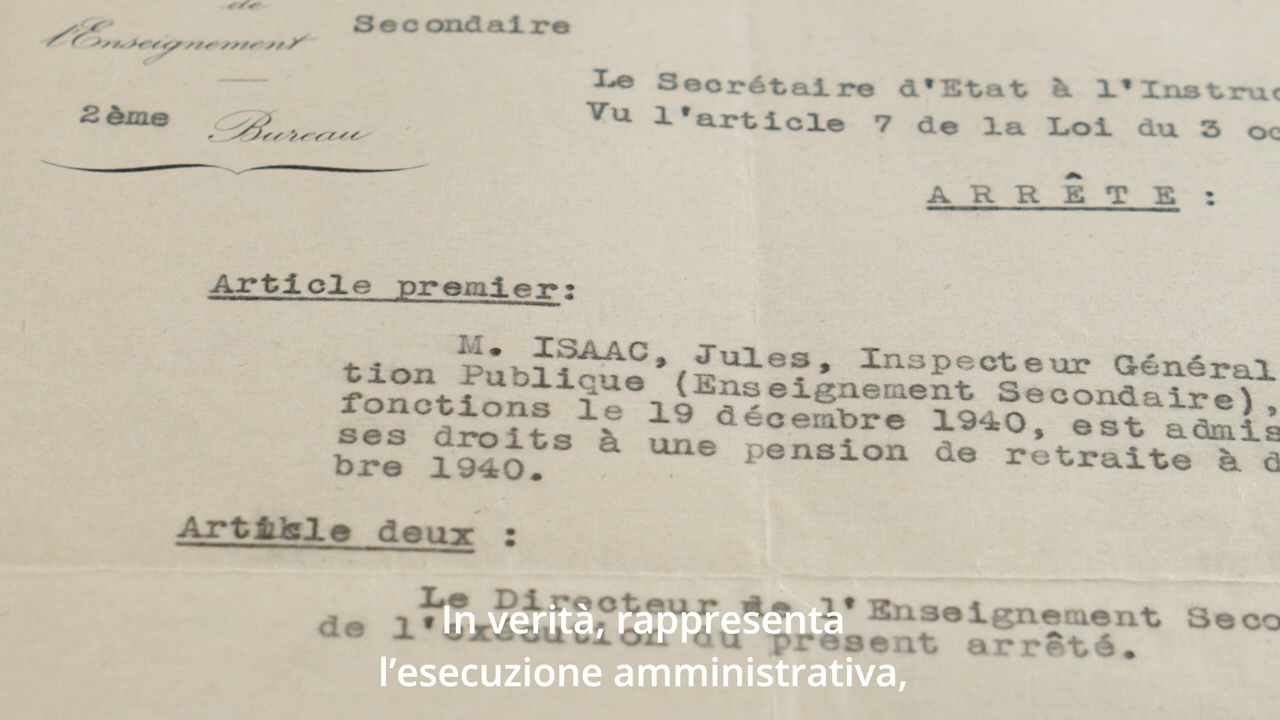 de
l'Enseignement
Secondaire
2ème Bureau
Le Secrétaire d'Etat à l'Instruc
Vu l'article 7 de la Loi du 3 oc
ARRÊTE :
Article premier:
M. ISAAC, Jules, Inspecteur Général
tion Publique (Enseignement Secondaire),
fonctions le 19 décembre 1940, est admis
ses droits à une pension de retraite à d
bre 1940.
Article deux :
Le Directeur de l'Enseignement Seco
de l'exécution du présent arrêté.
In verità, rappresenta
l'esecuzione amministrativa,